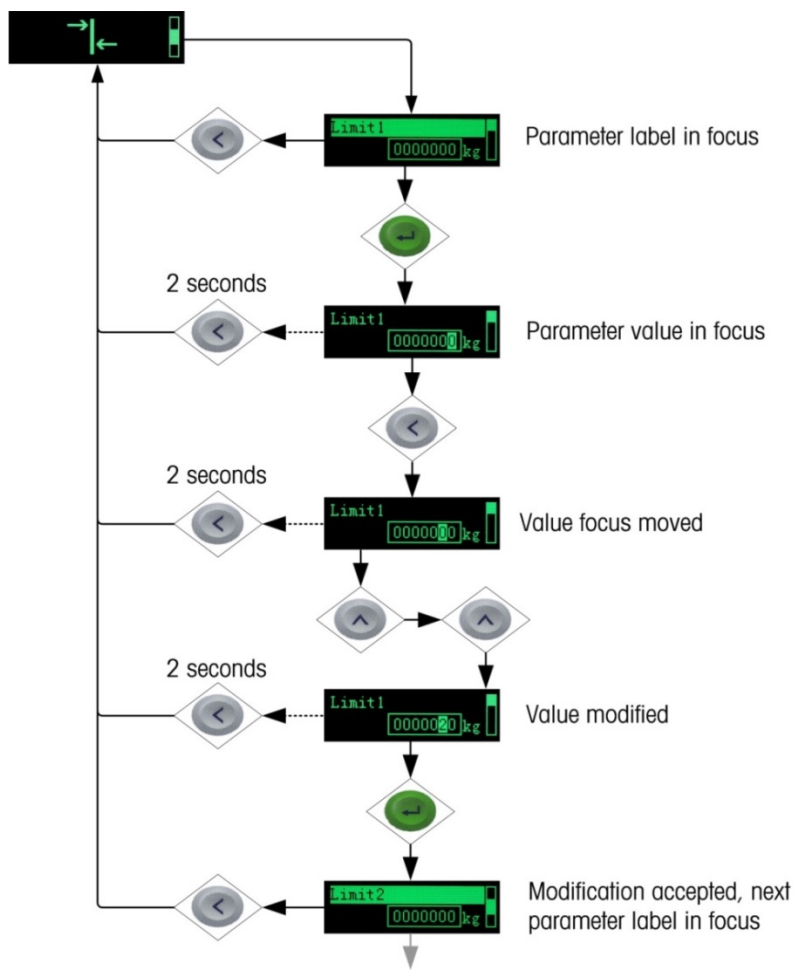 Limit1
0000000 kg
Parameter label in focus
2 seconds
Limit1
0000000 kg
Parameter value in focus
2 seconds
Limit1
0000000 kg
Value focus moved
2 seconds
Limit1
0000020 kg
Value modified
Limit2
0000000 kg
Modification accepted, next
parameter label in focus